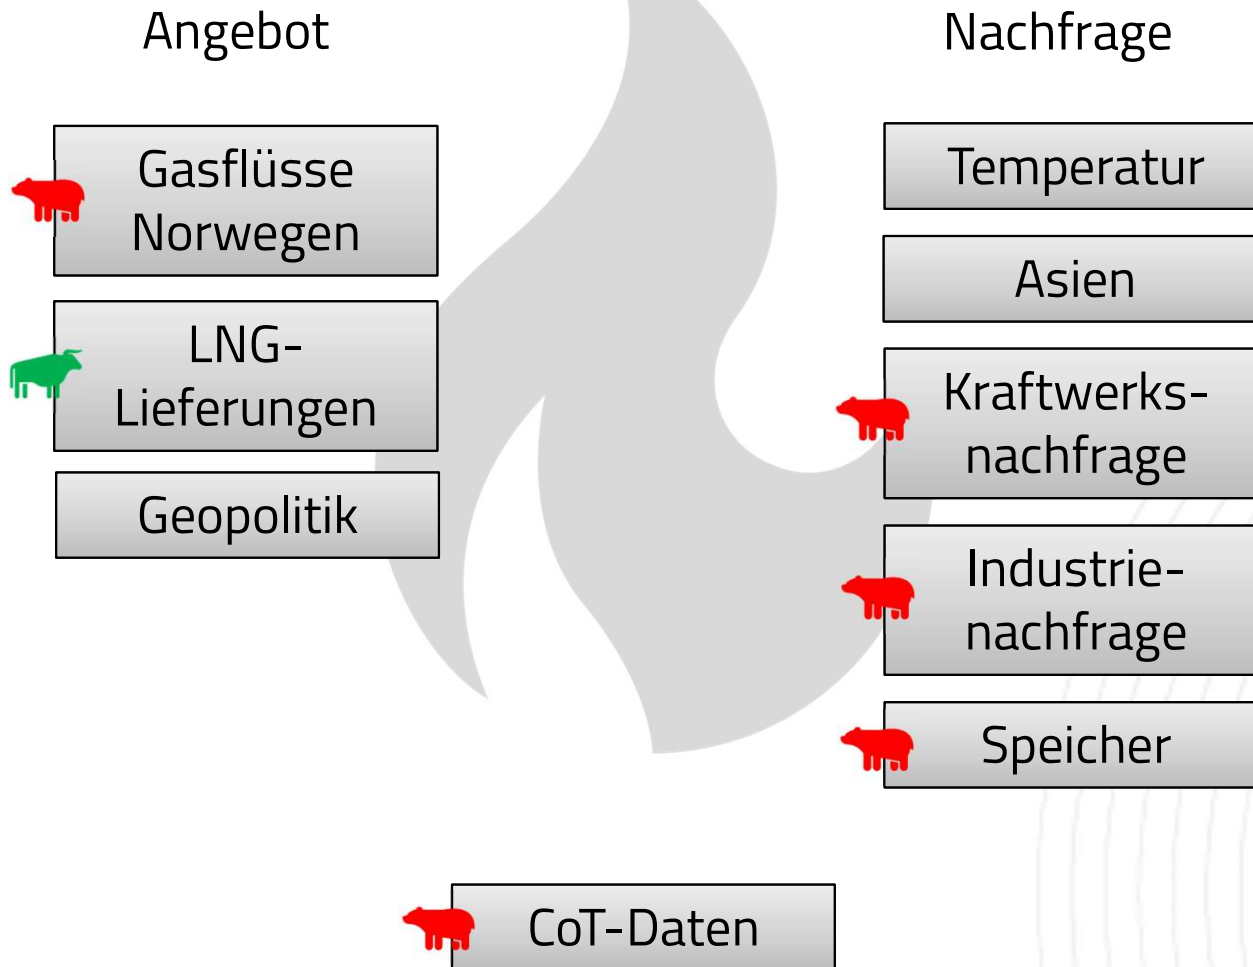 Angebot
Nachfrage
Gasflüsse
Norwegen
LNG-
Lieferungen
Geopolitik
Temperatur
Asien
Kraftwerks-
nachfrage
Industrie-
nachfrage
Speicher
CoT-Daten